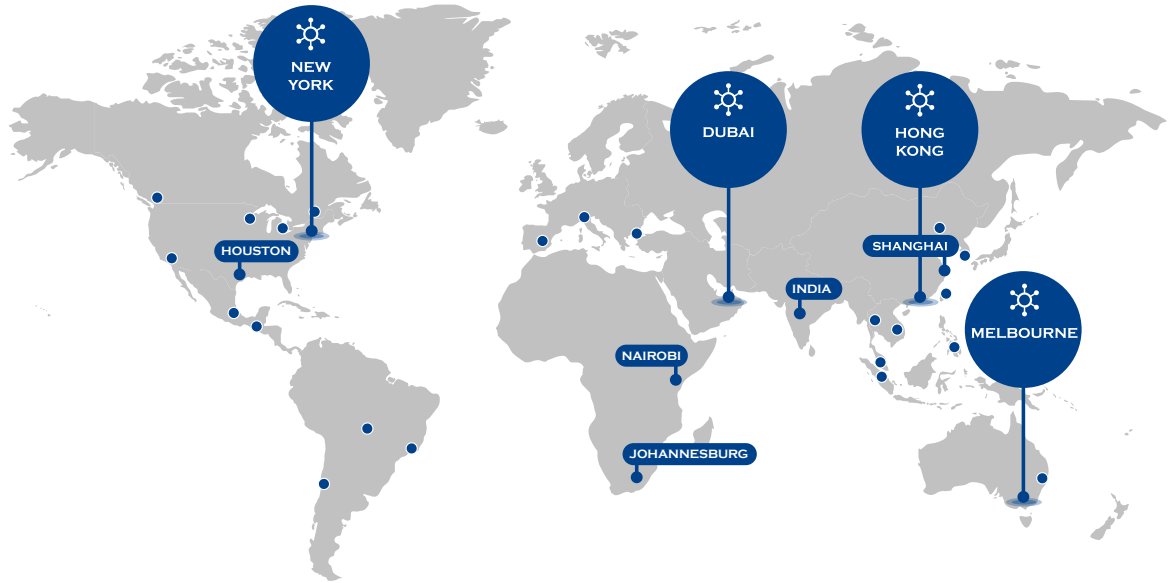 NEW
YORK
DUBAI
HONG
KONG
HOUSTON
SHANGHAI
INDIA
MELBOURNE
NAIROBI
JOHANNESBURG